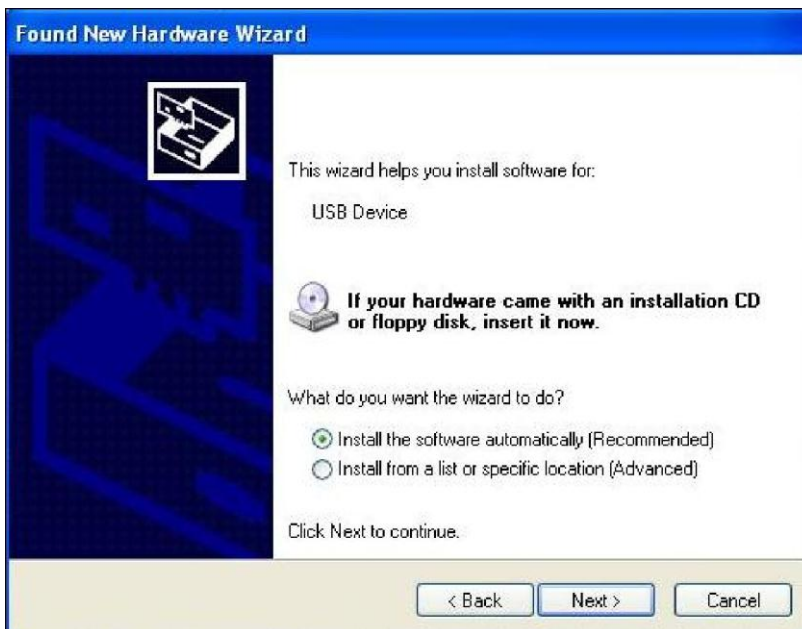 Found New Hardware Wizard
This wizard helps you install software for:
USB Device
If your hardware came with an installation CD
or floppy disk, insert it now.
What do you want the wizard to do?
Install the software automatically (Recommended)
Install from a list or specific location (Advanced)
Click Next to continue.
< Back
Next >
Cancel